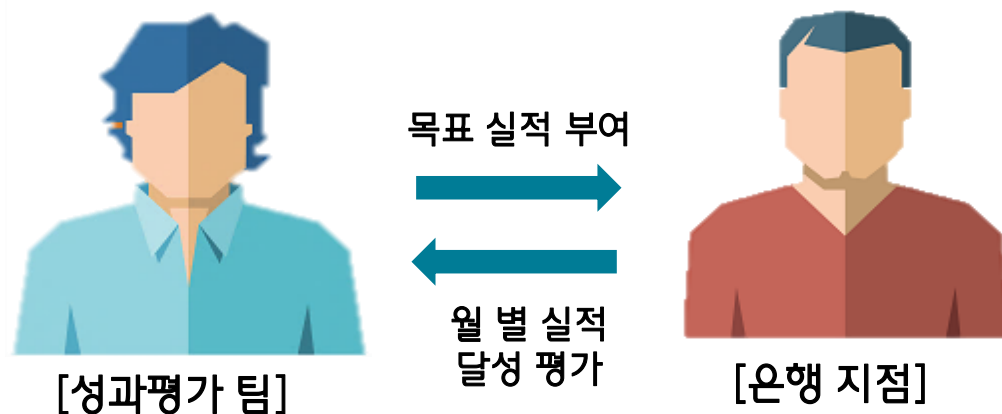 목표 실적 부여
월 별 실적
달성 평가
[성과평가 팀]
[은행 지점]